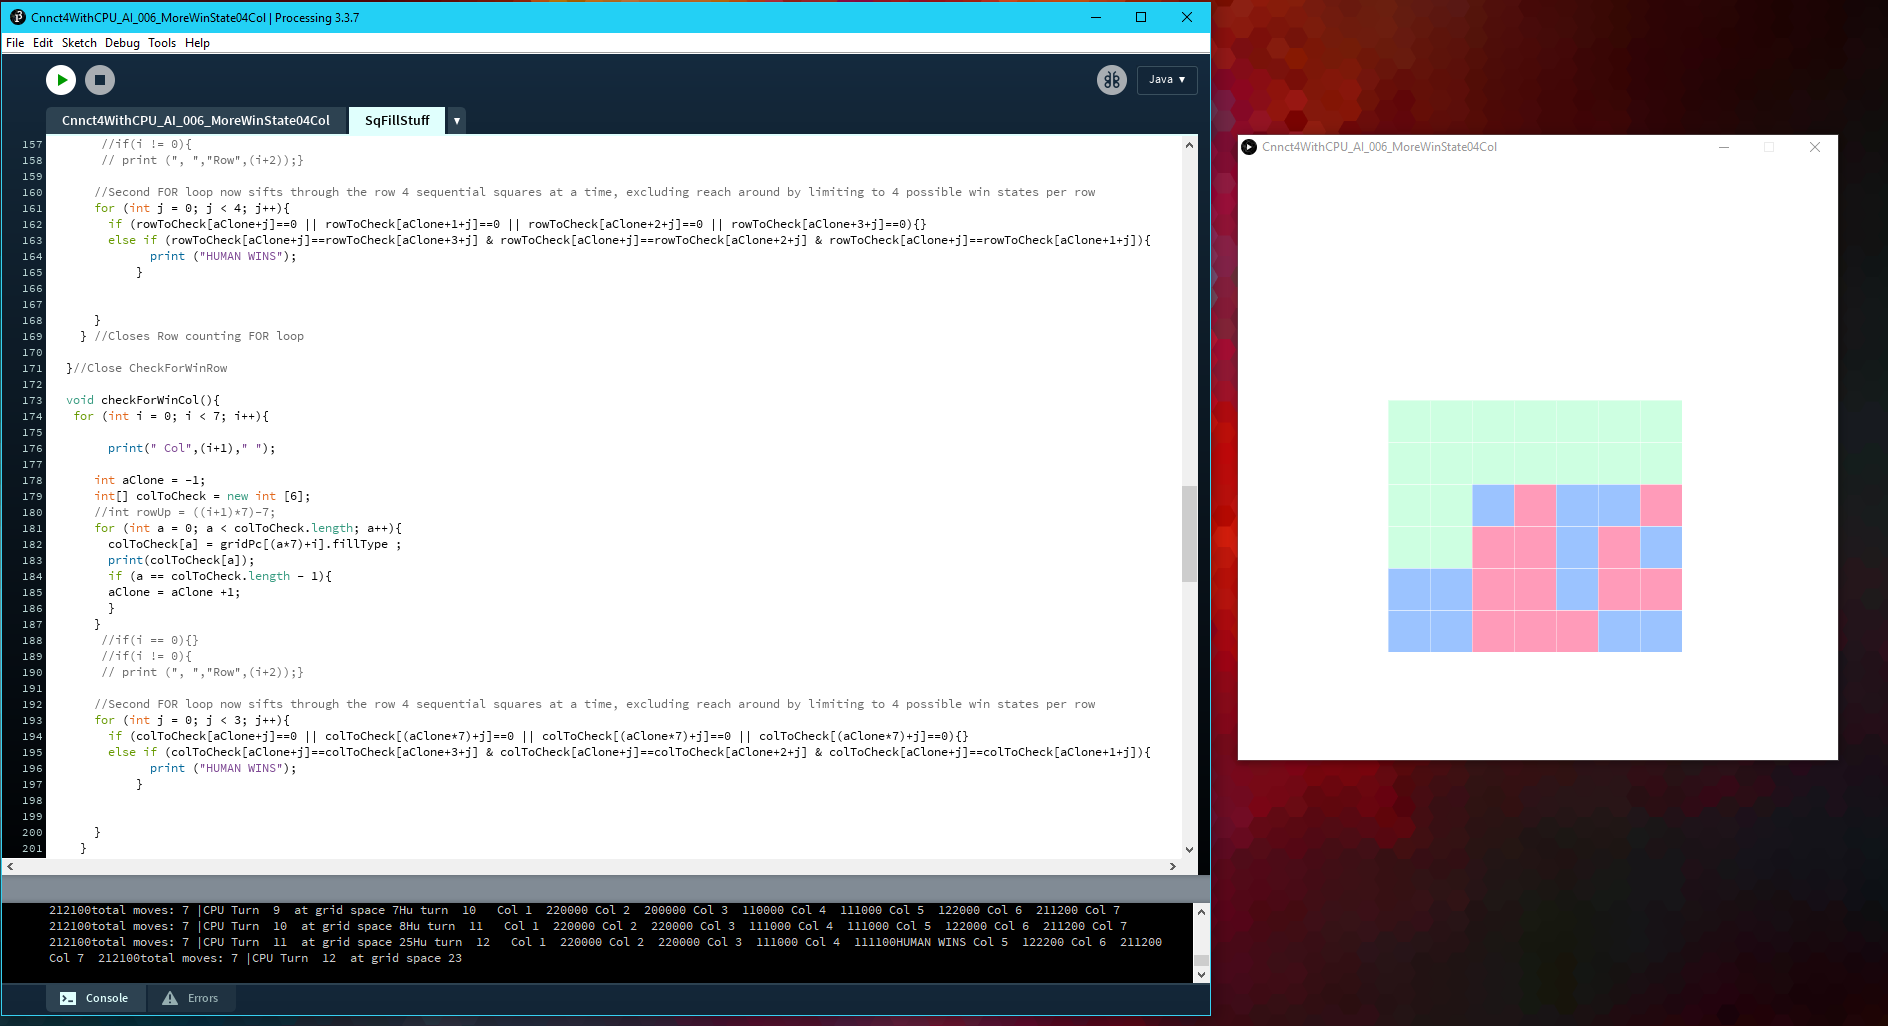 Cnnct4WithCPU_AI_006_MoreWinState04Col | Processing 3.3.7
File Edit Sketch Debug Tools Help
Java ▼
Cnnct4WithCPU_AI_006_MoreWinState04Col SqFillStuff ▼
157 //if(i != 0){
158 // print (", ","Row",(i+2));}
159
160 //Second FOR loop now sifts through the row 4 sequential squares at a time, excluding reach around by limiting to 4 possible win states per row
161 for (int j = 0; j < 4; j++){
162 if (rowToCheck[aClone+j]==0 || rowToCheck[aClone+1+j]==0 || rowToCheck[aClone+2+j]==0 || rowToCheck[aClone+3+j]==0){}
163 else if (rowToCheck[aClone+j]==rowToCheck[aClone+3+j] & rowToCheck[aClone+j]==rowToCheck[aClone+2+j] & rowToCheck[aClone+j]==rowToCheck[aClone+1+j]){
164 print ("HUMAN WINS");
165 }
166
167
168 }
169 } //Closes Row counting FOR loop
170
171 }//Close CheckForWinRow
172
173 void checkForWinCol(){
174 for (int i = 0; i < 7; i++){
175
176 print(" Col",(i+1)," ");
177
178 int aClone = -1;
179 int[] colToCheck = new int [6];
180 //int rowUp = ((i+1)*7)-7;
181 for (int a = 0; a < colToCheck.length; a++){
182 colToCheck[a] = gridPc[(a*7)+i].fillType ;
183 print(colToCheck[a]);
184 if (a == colToCheck.length - 1){
185 aClone = aClone +1;
186 }
187 }
188 //if(i == 0){}
189 //if(i != 0){
190 // print (", ","Row",(i+2));}
191
192 //Second FOR loop now sifts through the row 4 sequential squares at a time, excluding reach around by limiting to 4 possible win states per row
193 for (int j = 0; j < 3; j++){
194 if (colToCheck[aClone+j]==0 || colToCheck[(aClone*7)+j]==0 || colToCheck[(aClone*7)+j]==0 || colToCheck[(aClone*7)+j]==0){}
195 else if (colToCheck[aClone+j]==colToCheck[aClone+3+j] & colToCheck[aClone+j]==colToCheck[aClone+2+j] & colToCheck[aClone+j]==colToCheck[aClone+1+j]){
196 print ("HUMAN WINS");
197 }
198
199
200 }
201 }
212100total moves: 7 |CPU Turn 9 at grid space 7Hu turn 10 Col 1 220000 Col 2 200000 Col 3 110000 Col 4 111000 Col 5 122000 Col 6 211200 Col 7
212100total moves: 7 |CPU Turn 10 at grid space 8Hu turn 11 Col 1 220000 Col 2 220000 Col 3 111000 Col 4 111000 Col 5 122000 Col 6 211200 Col 7
212100total moves: 7 |CPU Turn 11 at grid space 25Hu turn 12 Col 1 220000 Col 2 220000 Col 3 111000 Col 4 111100HUMAN WINS Col 5 122200 Col 6 211200
Col 7 212100total moves: 7 |CPU Turn 12 at grid space 23
Console Errors
Cnnct4WithCPU_AI_006_MoreWinState04Col